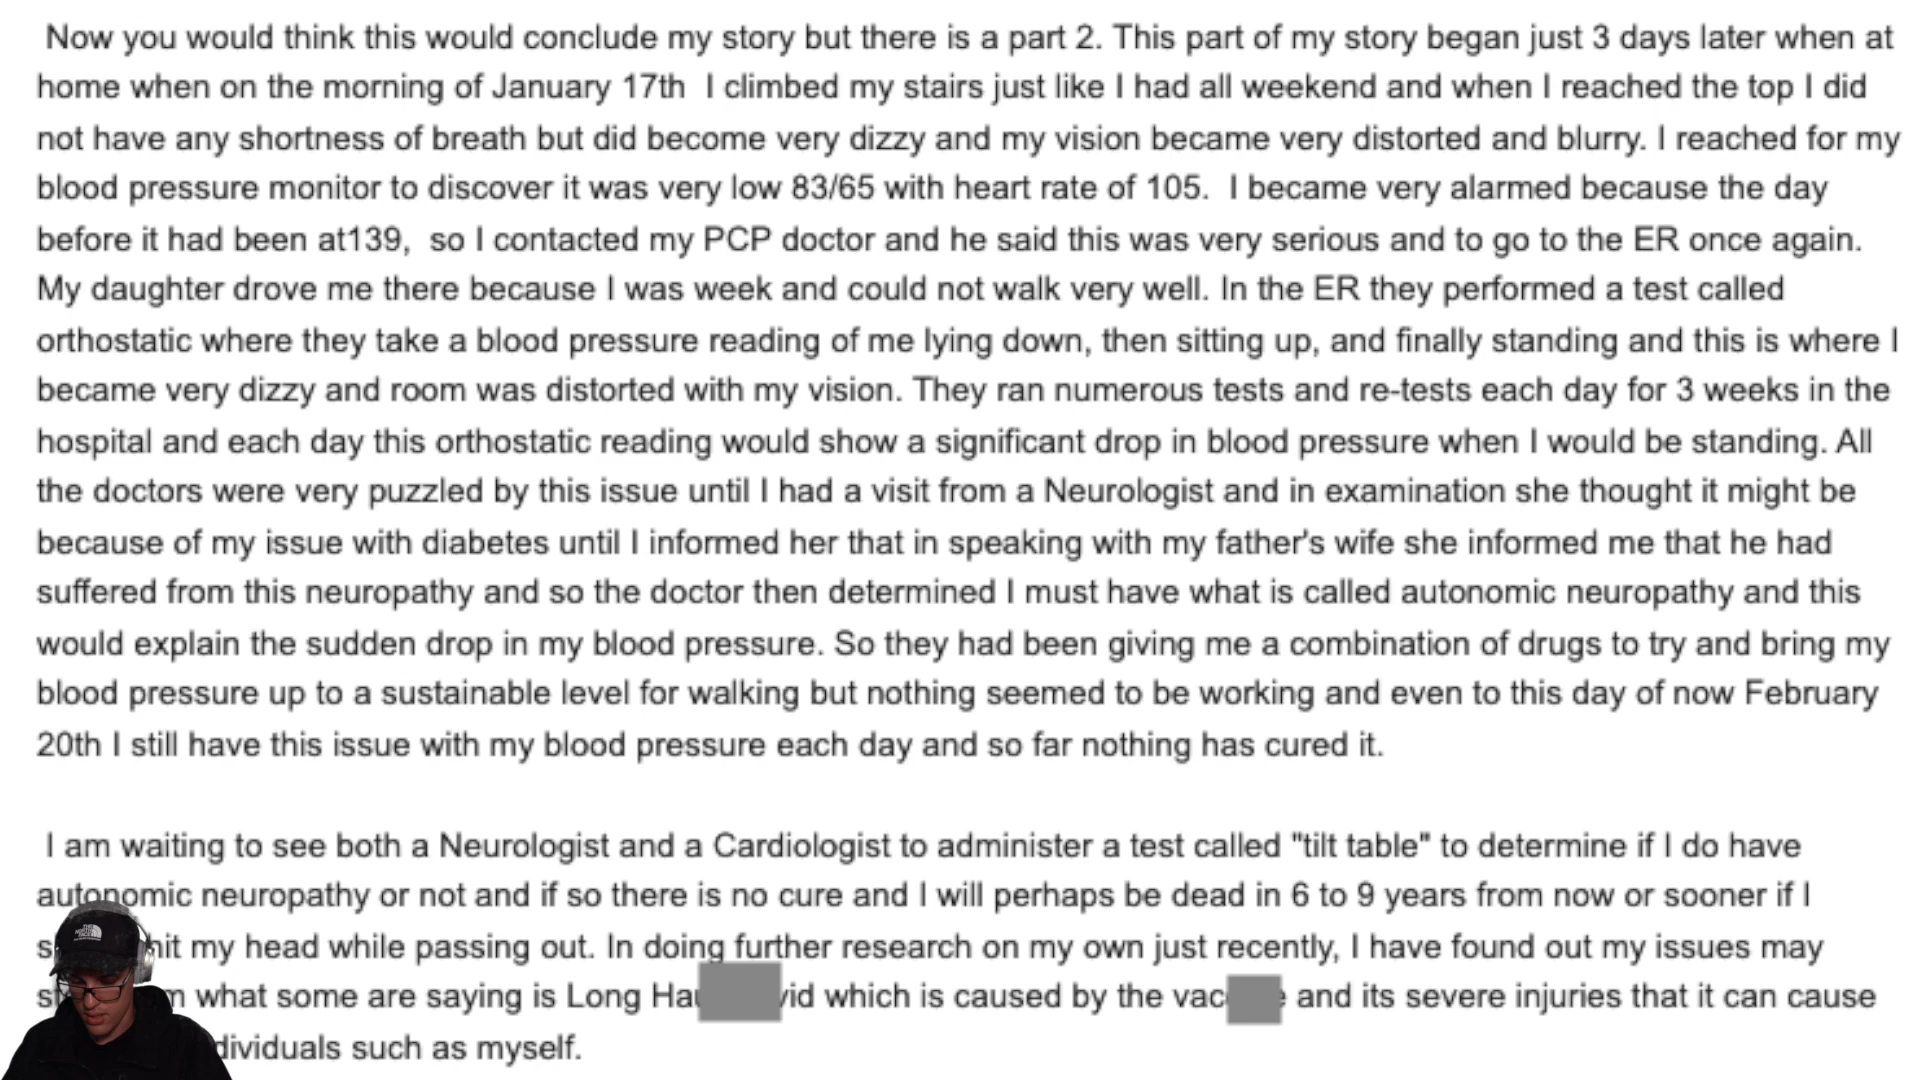 Now you would think this would conclude my story but there is a part 2. This part of my story began just 3 days later when at
home when on the morning of January 17th  I climbed my stairs just like I had all weekend and when I reached the top I did
not have any shortness of breath but did become very dizzy and my vision became very distorted and blurry. I reached for my
blood pressure monitor to discover it was very low 83/65 with heart rate of 105.  I became very alarmed because the day
before it had been at139,  so I contacted my PCP doctor and he said this was very serious and to go to the ER once again.
My daughter drove me there because I was week and could not walk very well. In the ER they performed a test called
orthostatic where they take a blood pressure reading of me lying down, then sitting up, and finally standing and this is where I
became very dizzy and room was distorted with my vision. They ran numerous tests and re-tests each day for 3 weeks in the
hospital and each day this orthostatic reading would show a significant drop in blood pressure when I would be standing. All
the doctors were very puzzled by this issue until I had a visit from a Neurologist and in examination she thought it might be
because of my issue with diabetes until I informed her that in speaking with my father's wife she informed me that he had
suffered from this neuropathy and so the doctor then determined I must have what is called autonomic neuropathy and this
would explain the sudden drop in my blood pressure. So they had been giving me a combination of drugs to try and bring my
blood pressure up to a sustainable level for walking but nothing seemed to be working and even to this day of now February
20th I still have this issue with my blood pressure each day and so far nothing has cured it.
I am waiting to see both a Neurologist and a Cardiologist to administer a test called "tilt table" to determine if I do have
autonomic neuropathy or not and if so there is no cure and I will perhaps be dead in 6 to 9 years from now or sooner if I
hit my head while passing out. In doing further research on my own just recently, I have found out my issues may
what some are saying is Long which is caused by the and its severe injuries that it can cause
such as myself.